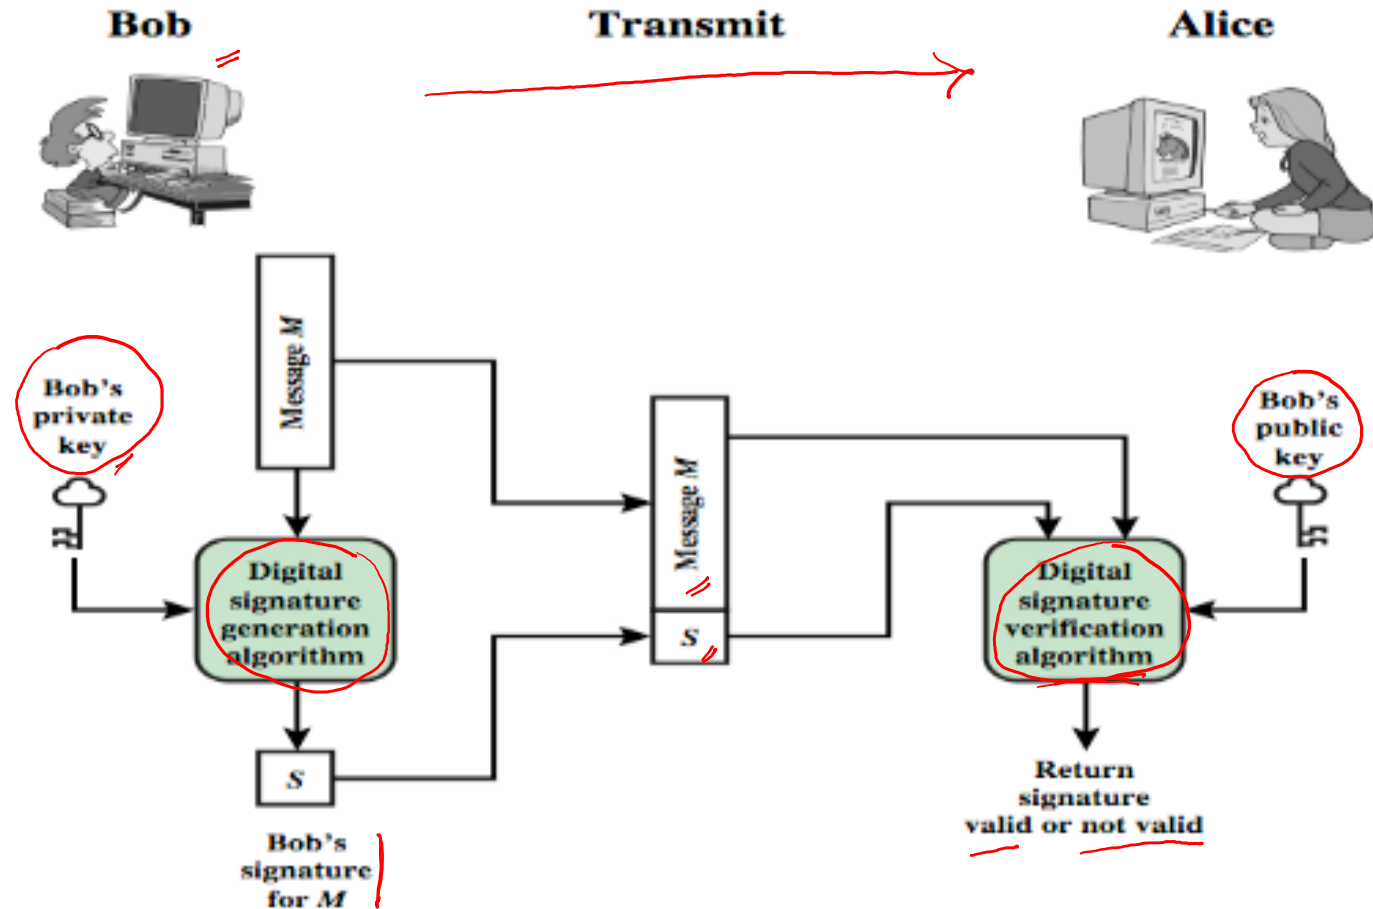 Bob
Transmit
Alice
Message M
Bob's
private
key
Message M
S
Bob's
public
key
Digital
signature
generation
algorithm
Digital
signature
verification
algorithm
S
Bob's
signature
for M
Return
signature
valid or not valid